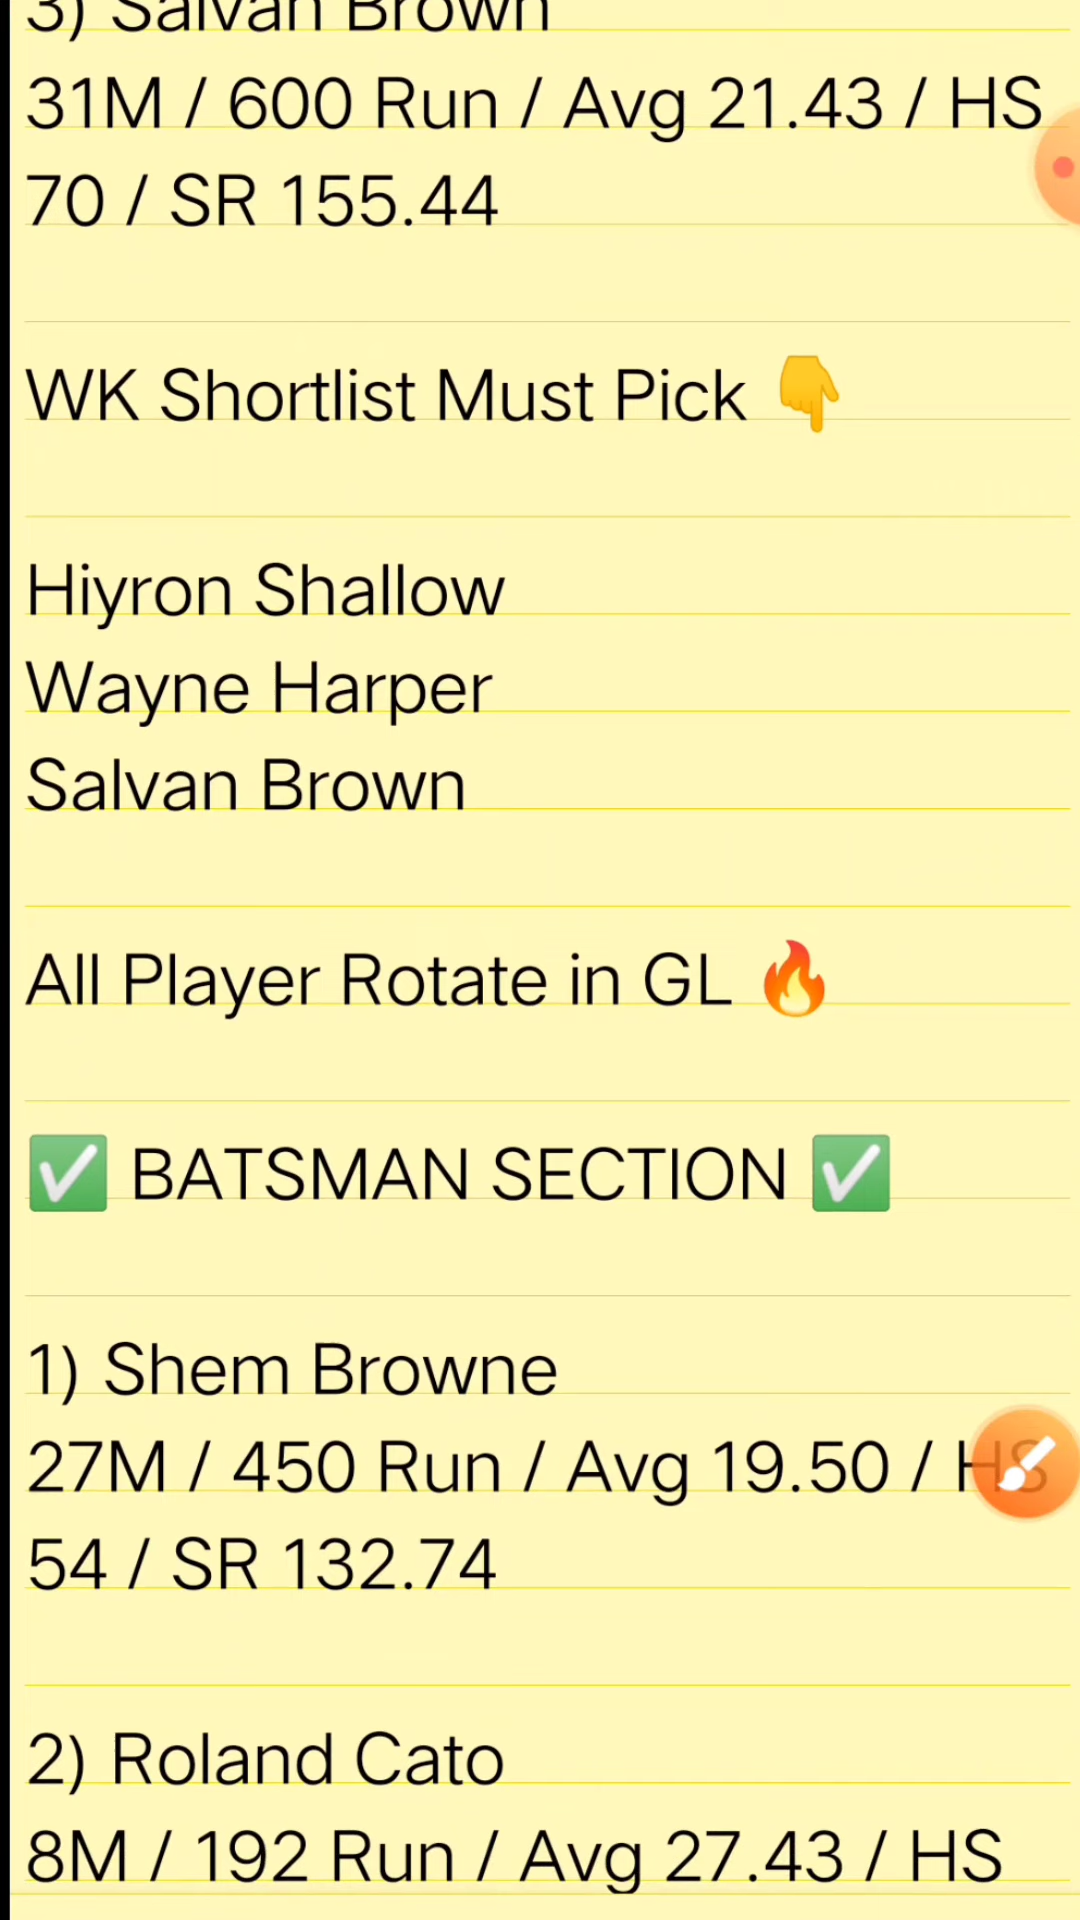 3) Salvan Brown
31M / 600 Run / Avg 21.43 / HS
70 / SR 155.44
WK Shortlist Must Pick 👇
Hiyron Shallow
Wayne Harper
Salvan Brown
All Player Rotate in GL 🔥
✅ BATSMAN SECTION ✅
1) Shem Browne
27M / 450 Run / Avg 19.50 / HS
54 / SR 132.74
2) Roland Cato
8M / 192 Run / Avg 27.43 / HS